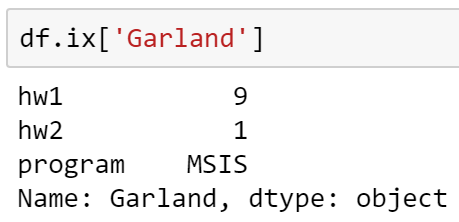 df.ix['Garland']
hw1 9
hw2 1
program MSIS
Name: Garland, dtype: object